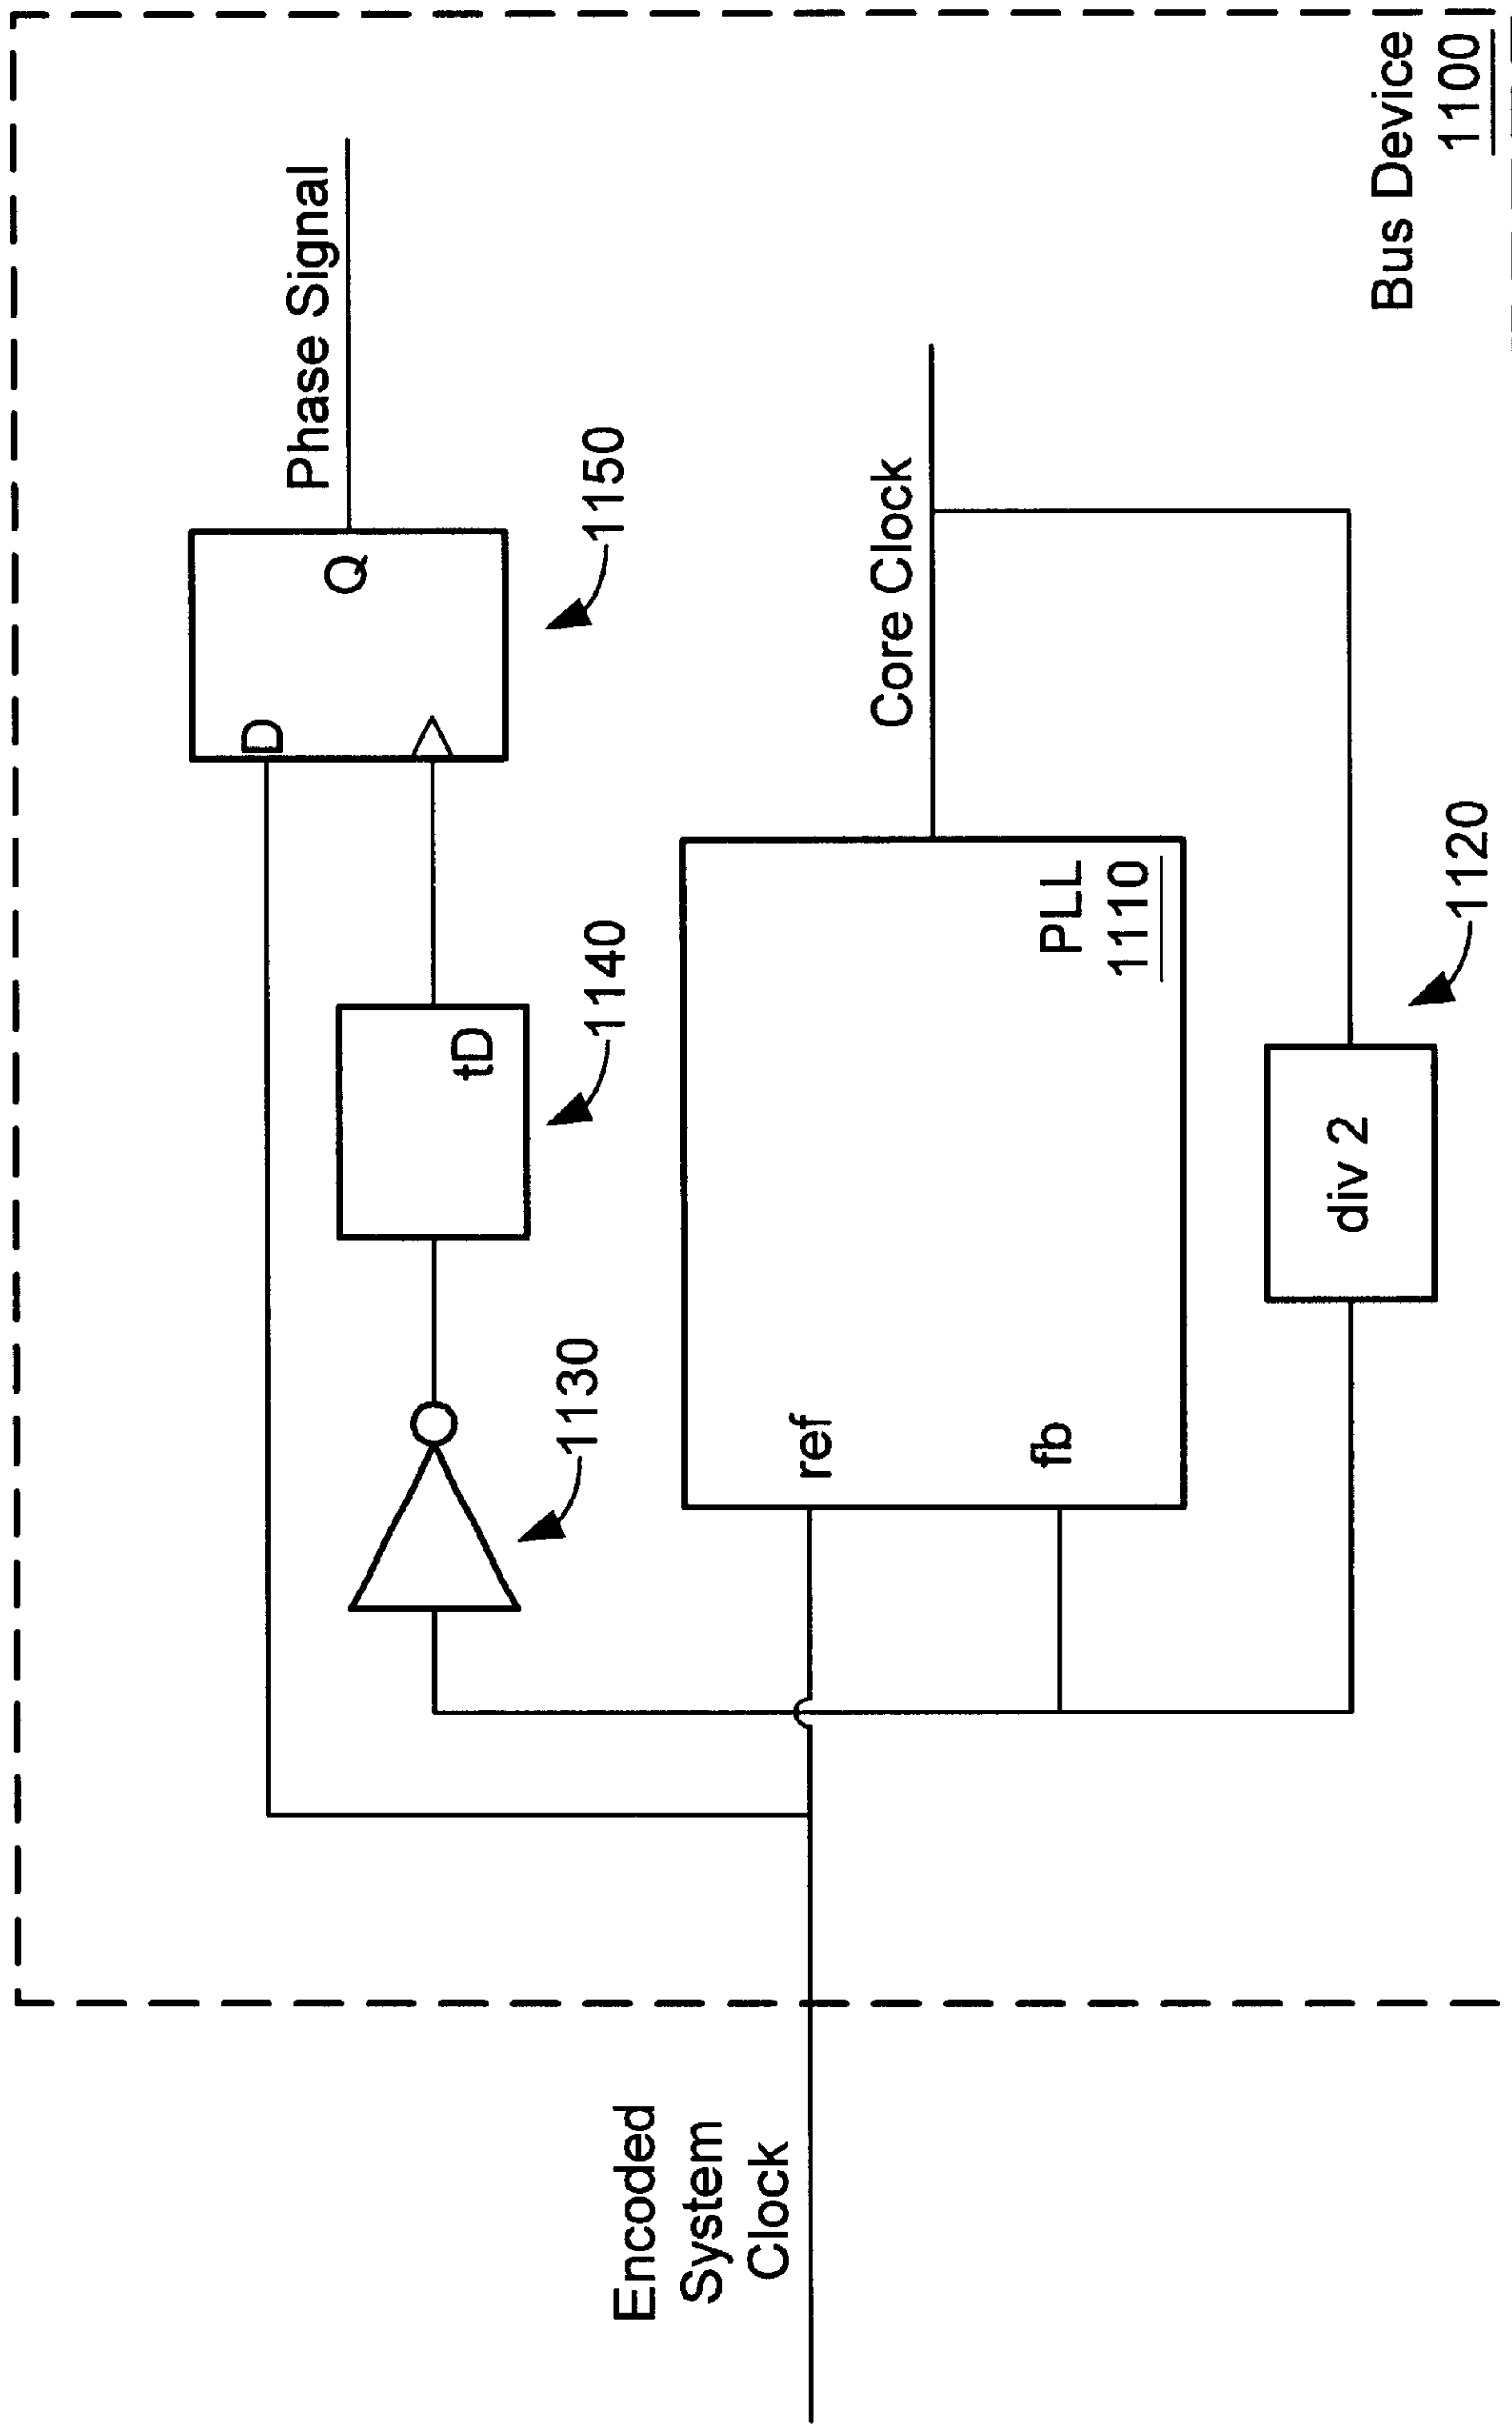 Phase Signal
D
Q
1150
tD
1140
1130
Encoded
System
Clock
ref
fb
PLL
1110
Core Clock
div 2
1120
Bus Device
1100